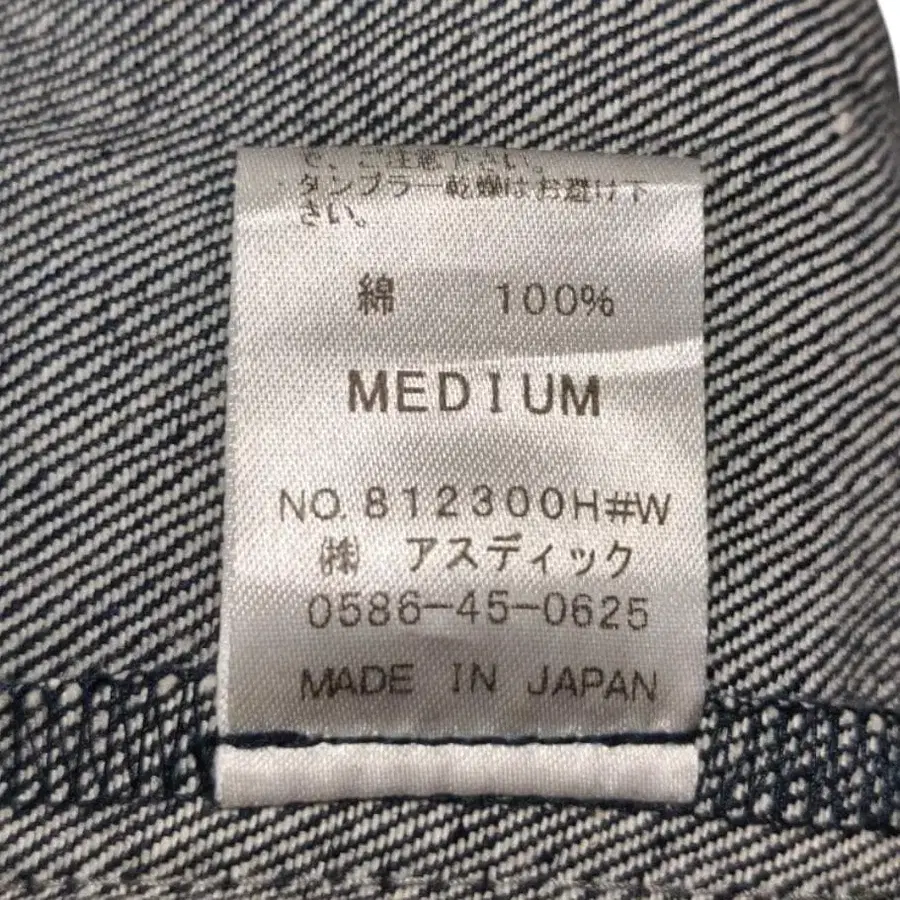 で、ご注意下さい。
タンブラー乾燥はお避け下
さい。
綿 100%
MEDIUM
NO.812300H#W
㈱ アスディック
0586-45-0625
MADE IN JAPAN